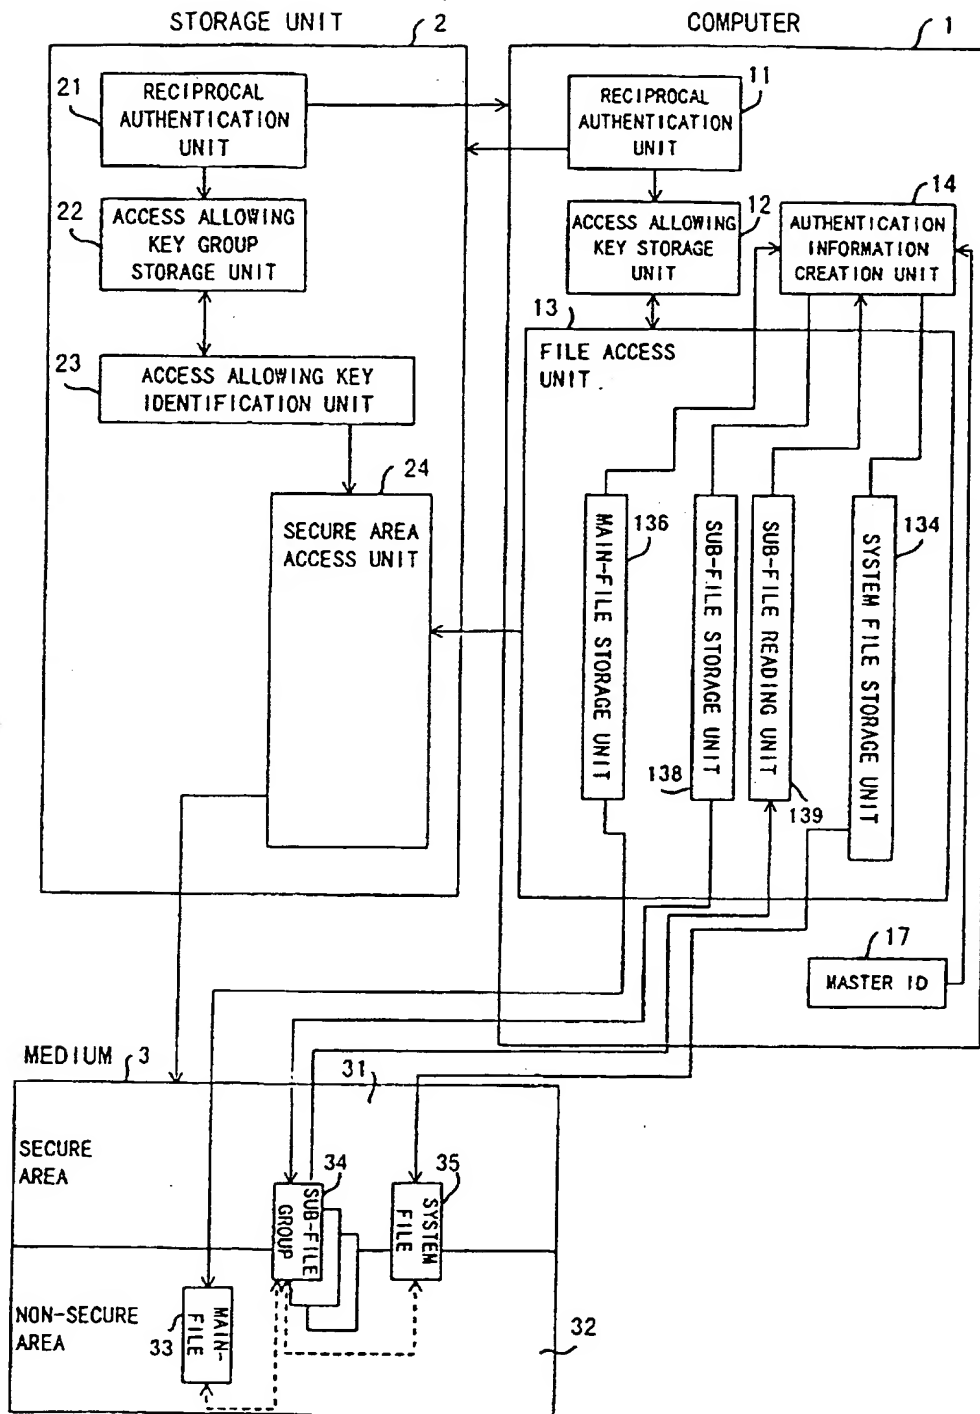 STORAGE UNIT
2
COMPUTER
1
21
RECIPROCAL
AUTHENTICATION
UNIT
11
RECIPROCAL
AUTHENTICATION
UNIT
22
ACCESS ALLOWING
KEY GROUP
STORAGE UNIT
12
ACCESS ALLOWING
KEY STORAGE
UNIT
14
AUTHENTICATION
INFORMATION
CREATION UNIT
23
ACCESS ALLOWING KEY
IDENTIFICATION UNIT
13
FILE ACCESS
UNIT
24
SECURE AREA
ACCESS UNIT
MAIN-FILE STORAGE UNIT
136
SUB-FILE STORAGE UNIT
138
SUB-FILE READING UNIT
139
SYSTEM FILE STORAGE UNIT
134
17
MASTER ID
MEDIUM 3
31
SECURE
AREA
34
SUB-FILE
GROUP
35
SYSTEM
FILE
NON-SECURE
AREA
33
MAIN-
FILE
32